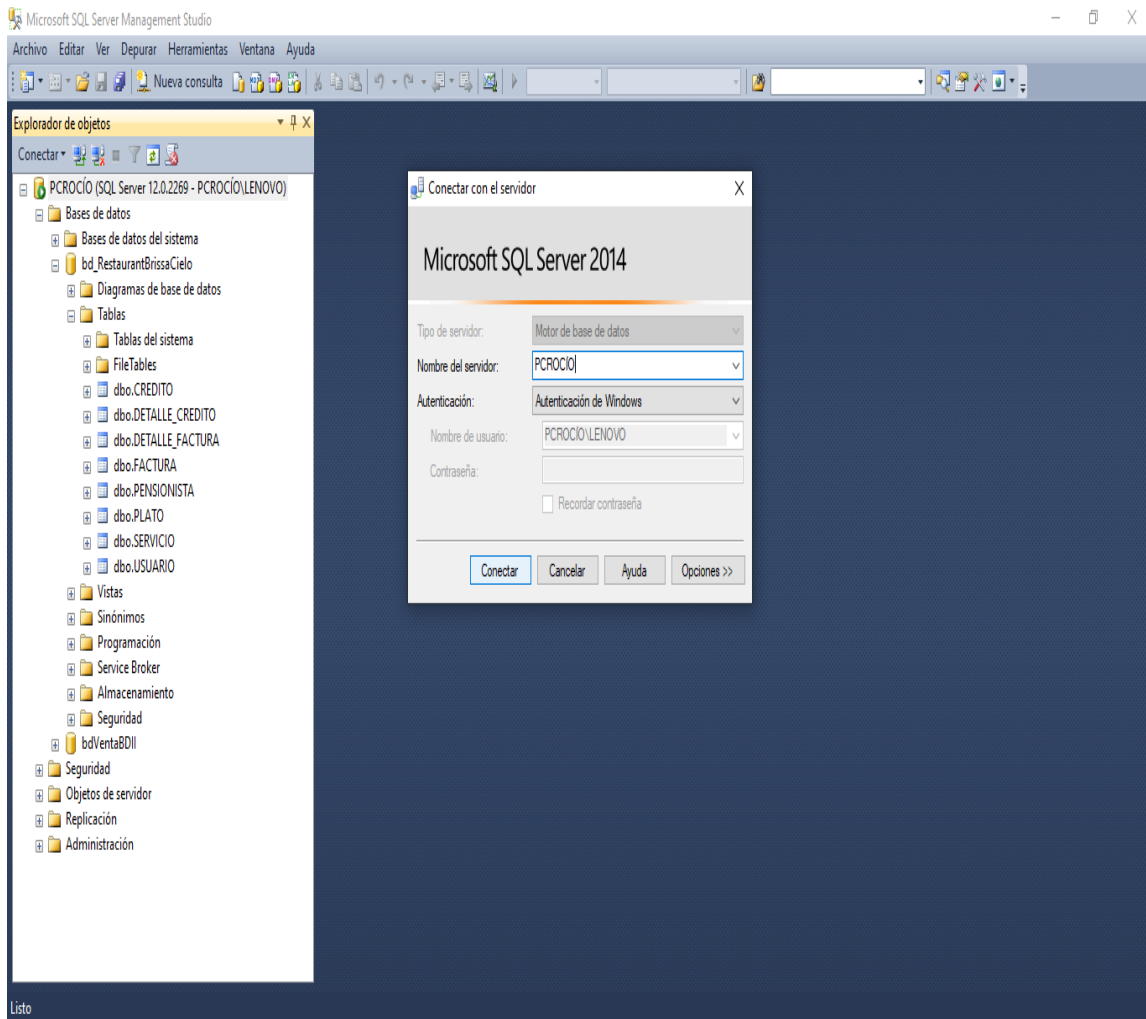 Microsoft SQL Server Management Studio
Archivo Editar Ver Depurar Herramientas Ventana Ayuda
Nueva consulta
Explorador de objetos
Conectar
PCROCÍO (SQL Server 12.0.2269 - PCROCÍO\LENOVO)
Bases de datos
Bases de datos del sistema
bd_RestaurantBrissaCielo
Diagramas de base de datos
Tablas
Tablas del sistema
FileTables
dbo.CREDITO
dbo.DETALLE_CREDITO
dbo.DETALLE_FACTURA
dbo.FACTURA
dbo.PENSIONISTA
dbo.PLATO
dbo.SERVICIO
dbo.USUARIO
Vistas
Sinónimos
Programación
Service Broker
Almacenamiento
Seguridad
bdVentaBDII
Seguridad
Objetos de servidor
Replicación
Administración
Conectar con el servidor
Microsoft SQL Server 2014
Tipo de servidor: Motor de base de datos
Nombre del servidor: PCROCÍO
Autenticación: Autenticación de Windows
Nombre de usuario: PCROCÍO\LENOVO
Contraseña:
Recordar contraseña
Conectar Cancelar Ayuda Opciones >>
Listo